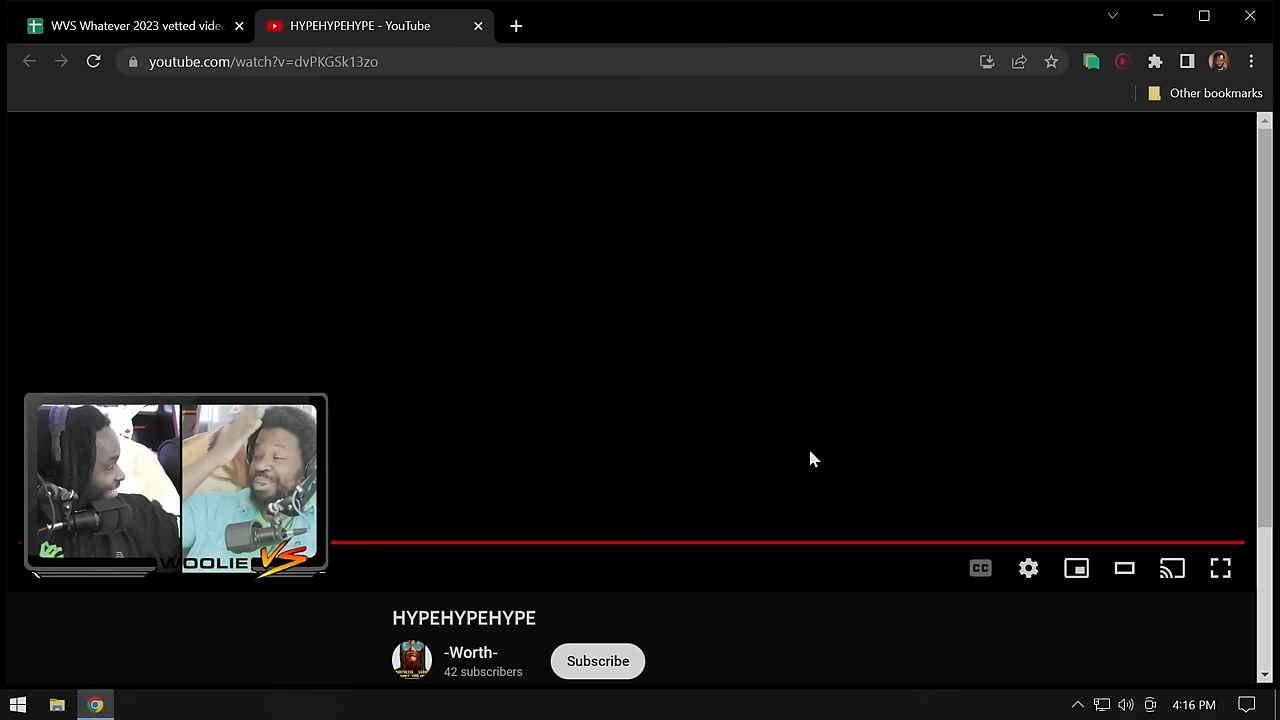 WVS Whatever 2023 vetted vide
HYPEHYPEHYPE - YouTube
youtube.com/watch?v=dvPKGSk13zo
Other bookmarks
WOOLIE VS
CC
HYPEHYPEHYPE
-Worth-
42 subscribers
Subscribe
4:16 PM